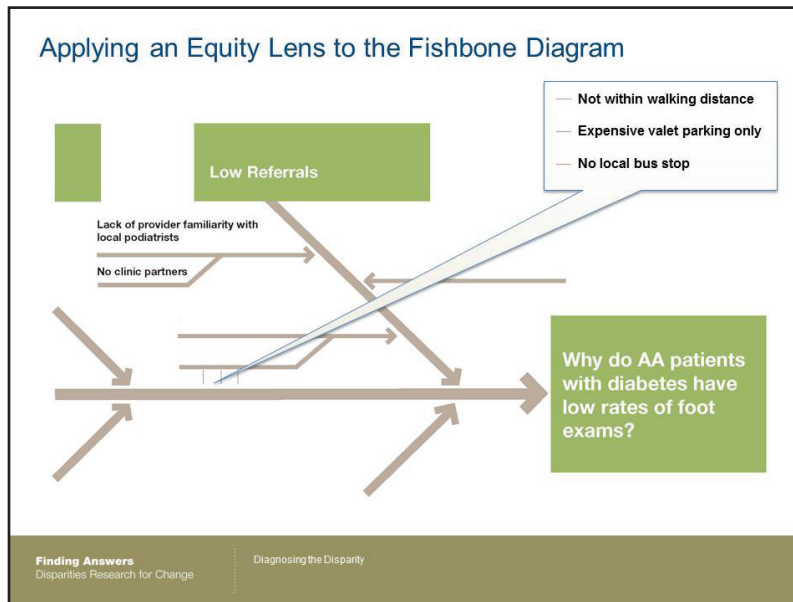 Applying an Equity Lens to the Fishbone Diagram
Not within walking distance
Expensive valet parking only
No local bus stop
Low Referrals
Lack of provider familiarity with
local podiatrists
No clinic partners
Why do AA patients
with diabetes have
low rates of foot
exams?
Finding Answers
Disparities Research for Change
Diagnosing the Disparity